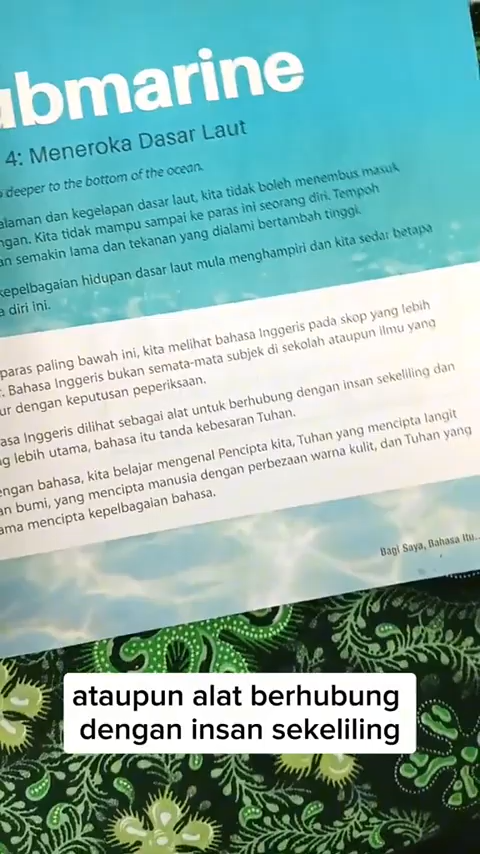 ubmarine
4: Meneroka Dasar Laut
deeper to the bottom of the ocean.
alaman dan kegelapan dasar laut, kita tidak boleh menembus masuk
ngan. Kita tidak mampu sampai ke paras ini seorang diri. Tempoh
an semakin lama dan tekanan yang dialami bertambah tinggi.
kepelbagaian hidupan dasar laut mula menghampiri dan kita sedar betapa
a diri ini.
paras paling bawah ini, kita melihat bahasa Inggeris pada skop yang lebih
. Bahasa Inggeris bukan semata-mata subjek di sekolah ataupun ilmu yang
ur dengan keputusan peperiksaan.
asa Inggeris dilihat sebagai alat untuk berhubung dengan insan sekeliling dan
g lebih utama, bahasa itu tanda kebesaran Tuhan.
engan bahasa, kita belajar mengenal Pencipta kita, Tuhan yang mencipta langit
an bumi, yang mencipta manusia dengan perbezaan warna kulit, dan Tuhan yang
ama mencipta kepelbagaian bahasa.
Bagi Saya, Bahasa Itu...
ataupun alat berhubung
dengan insan sekeliling